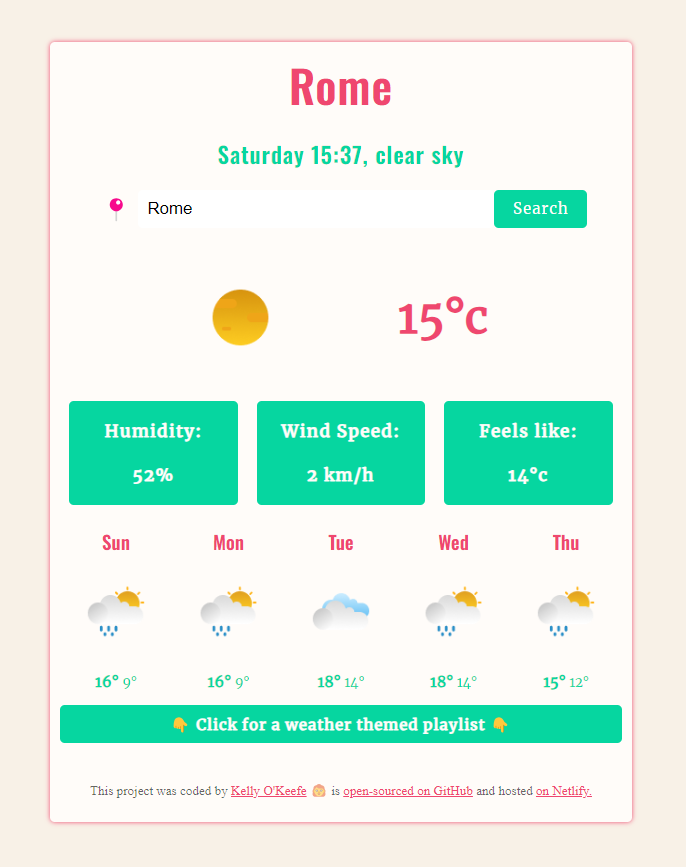 Rome
Saturday 15:37, clear sky
Rome Search
15°c
Humidity: Wind Speed: Feels like:
52% 2 km/h 14°c
Sun Mon Tue Wed Thu
16° 9° 16° 9° 18° 14° 18° 14° 15° 12°
👇 Click for a weather themed playlist 👇
This project was coded by Kelly O'Keefe 👵 is open-sourced on GitHub and hosted on Netlify.